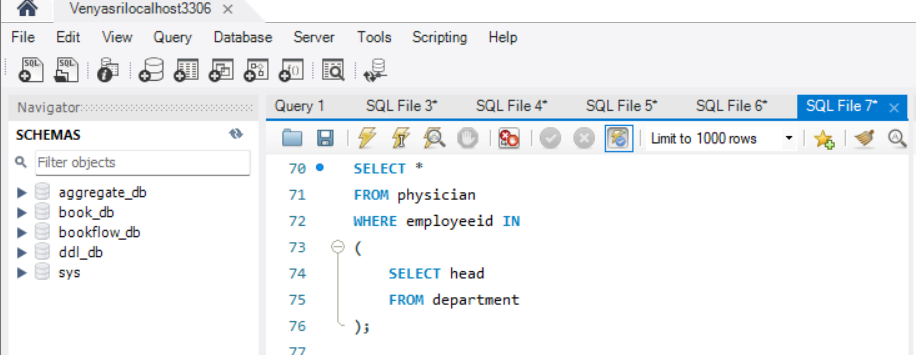 Venyasrilocalhost3306 ×
File Edit View Query Database Server Tools Scripting Help
Navigator
SCHEMAS
Filter objects
aggregate_db
book_db
bookflow_db
ddl_db
sys
Query 1 SQL File 3* SQL File 4* SQL File 5* SQL File 6* SQL File 7* ×
Limit to 1000 rows
70 SELECT *
71 FROM physician
72 WHERE employeeid IN
73 (
74 SELECT head
75 FROM department
76 );
77